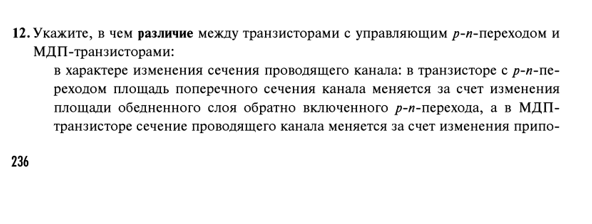 12. Укажите, в чем различие между транзисторами с управляющим p-n-переходом и
МДП-транзисторами:
в характере изменения сечения проводящего канала: в транзисторе с p-n-пе-
реходом площадь поперечного сечения канала меняется за счет изменения
площади обедненного слоя обратно включенного p-n-перехода, а в МДП-
транзисторе сечение проводящего канала меняется за счет изменения припо-
236